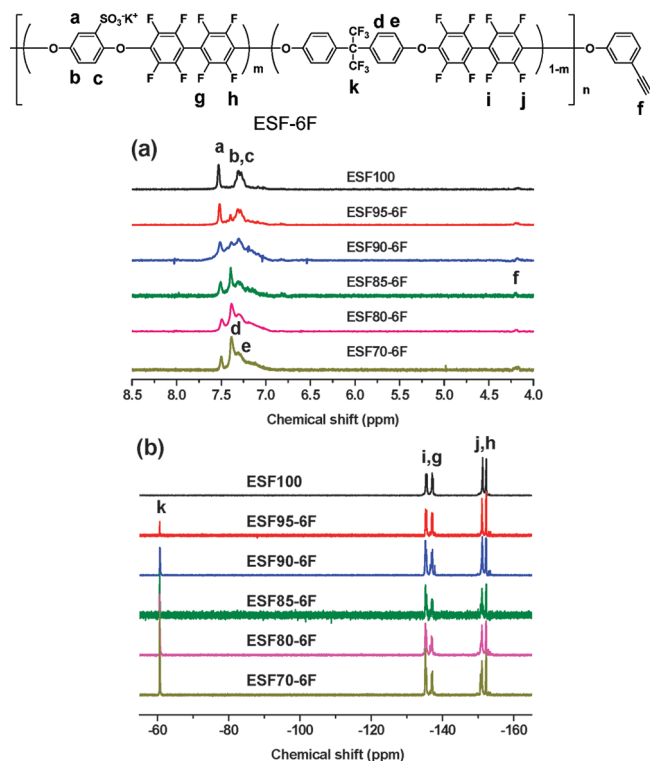 a SO₃-K+ F F F F d e F F F F
O O CF₃ O O O
b c F F F F CF₃ F F F F
g h m k i j 1-m n f
ESF-6F
(a)
a
b,c
ESF100
ESF95-6F
ESF90-6F
f
ESF85-6F
ESF80-6F
d
e
ESF70-6F
8.5 8.0 7.5 7.0 6.5 6.0 5.5 5.0 4.5 4.0
Chemical shift (ppm)
(b)
i,g
j,h
ESF100
k
ESF95-6F
ESF90-6F
ESF85-6F
ESF80-6F
ESF70-6F
-60 -80 -100 -120 -140 -160
Chemical shift (ppm)